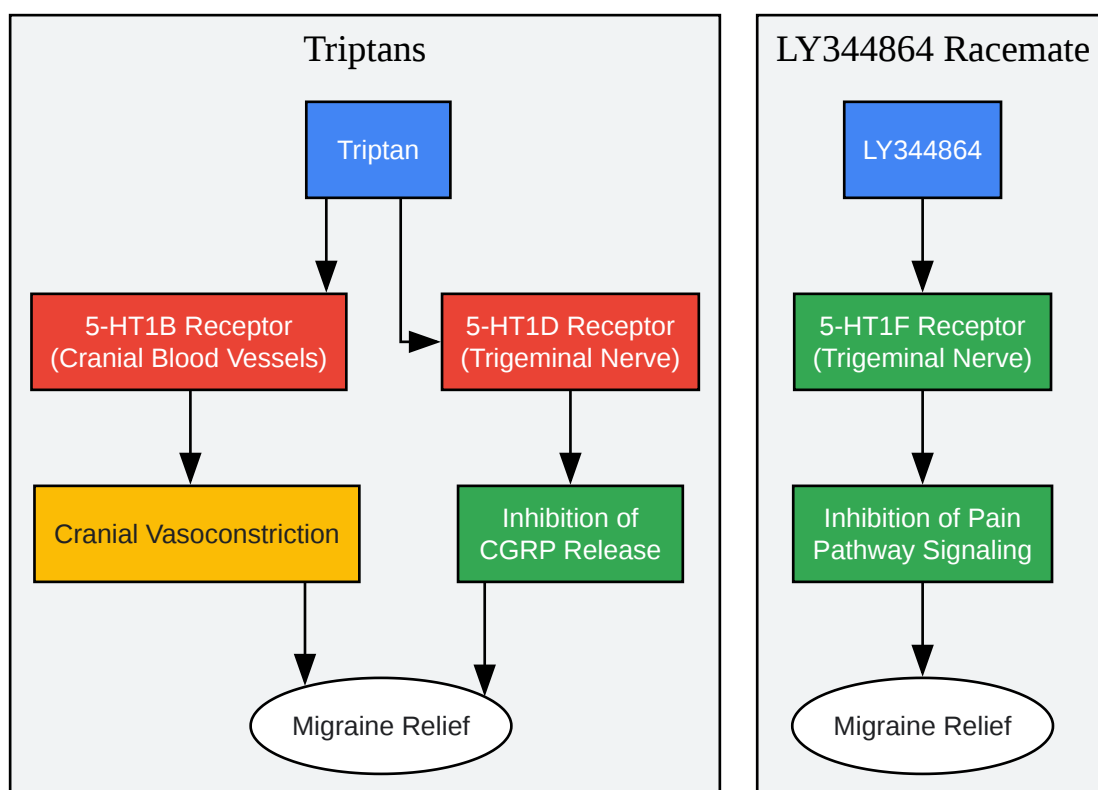 Triptans
Triptan
5-HT1B Receptor
(Cranial Blood Vessels)
5-HT1D Receptor
(Trigeminal Nerve)
Cranial Vasoconstriction
Inhibition of
CGRP Release
Migraine Relief
LY344864 Racemate
LY344864
5-HT1F Receptor
(Trigeminal Nerve)
Inhibition of Pain
Pathway Signaling
Migraine Relief